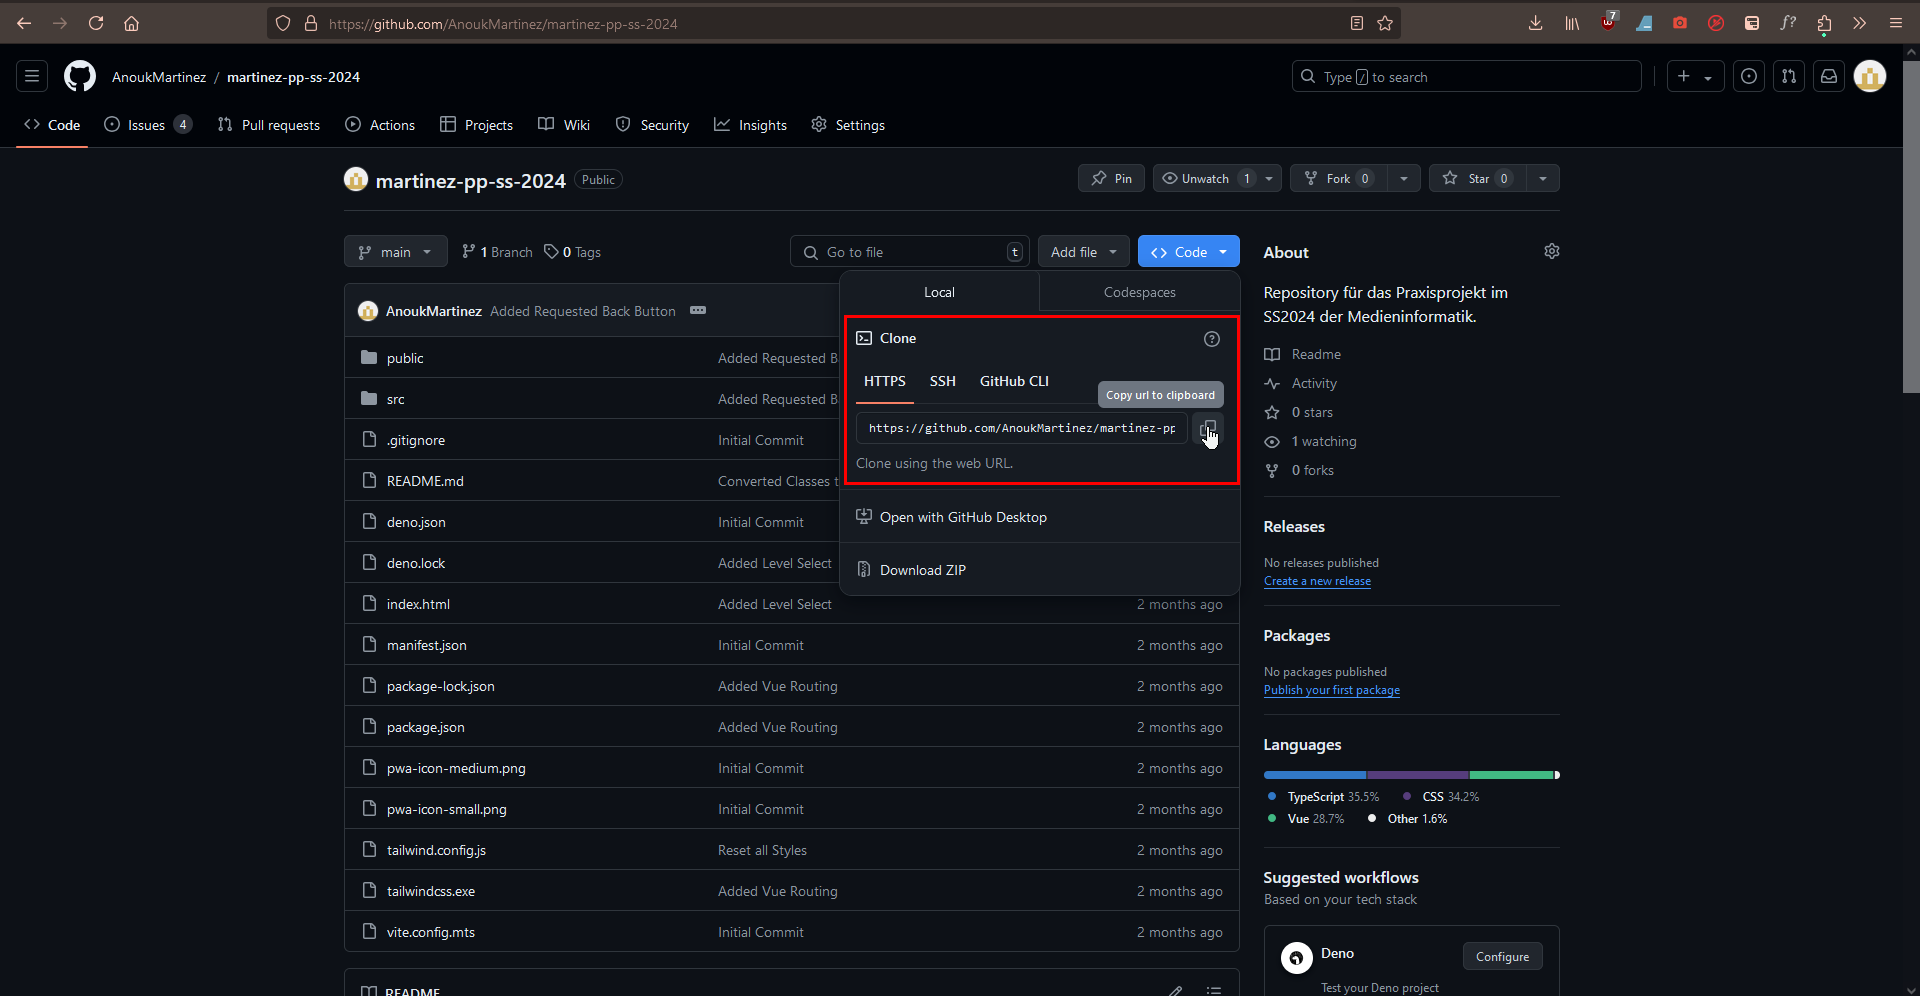 https://github.com/AnoukMartinez/martinez-pp-ss-2024
7
AnoukMartinez / martinez-pp-ss-2024
Type / to search
Code
Issues 4
Pull requests
Actions
Projects
Wiki
Security
Insights
Settings
martinez-pp-ss-2024 Public
Pin
Unwatch 1
Fork 0
Star 0
main
1 Branch
0 Tags
Go to file t
Add file
Code
Local
Codespaces
Clone
HTTPS SSH GitHub CLI
Copy url to clipboard
https://github.com/AnoukMartinez/martinez-pp
Clone using the web URL.
Open with GitHub Desktop
Download ZIP
AnoukMartinez Added Requested Back Button
public Added Requested B
src Added Requested B
.gitignore Initial Commit
README.md Converted Classes t
deno.json Initial Commit
deno.lock Added Level Select
index.html Added Level Select 2 months ago
manifest.json Initial Commit 2 months ago
package-lock.json Added Vue Routing 2 months ago
package.json Added Vue Routing 2 months ago
pwa-icon-medium.png Initial Commit 2 months ago
pwa-icon-small.png Initial Commit 2 months ago
tailwind.config.js Reset all Styles 2 months ago
tailwindcss.exe Added Vue Routing 2 months ago
vite.config.mts Initial Commit 2 months ago
README
About
Repository für das Praxisprojekt im
SS2024 der Medieninformatik.
Readme
Activity
0 stars
1 watching
0 forks
Releases
No releases published
Create a new release
Packages
No packages published
Publish your first package
Languages
TypeScript 35.5% CSS 34.2%
Vue 28.7% Other 1.6%
Suggested workflows
Based on your tech stack
Deno
Configure
Test your Deno project